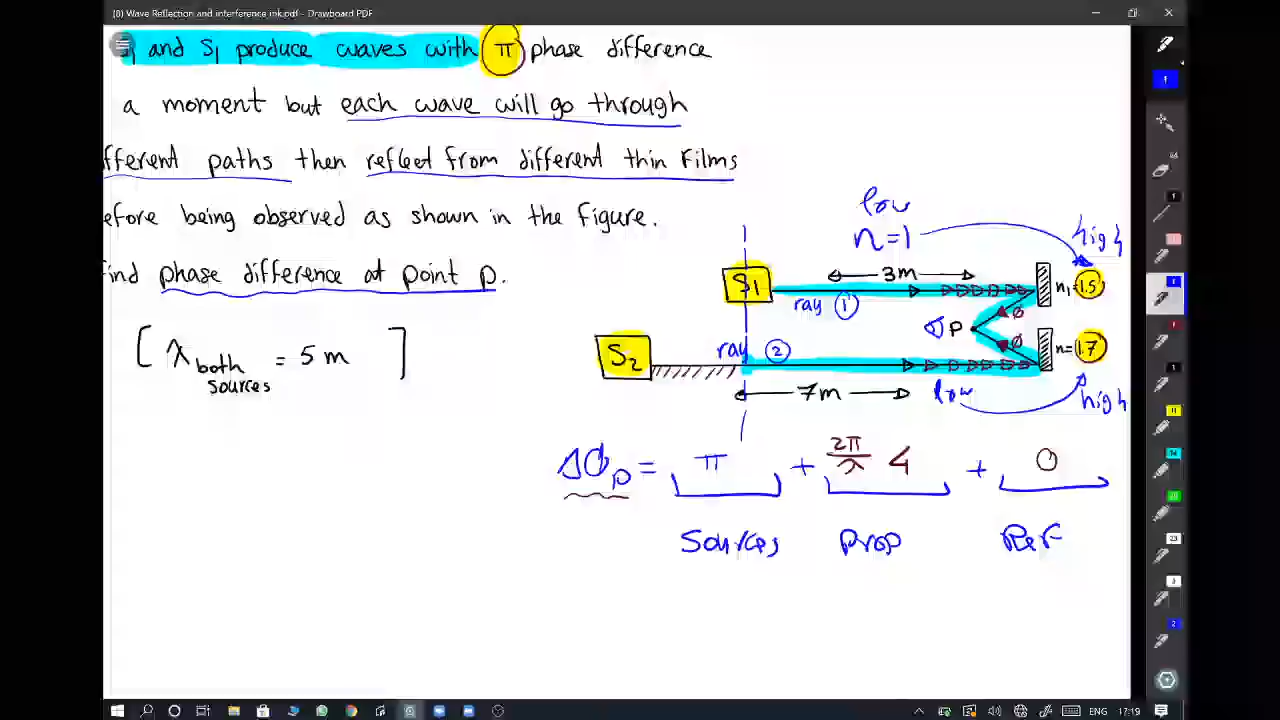 (8) Wave Reflection and interference ink.pdf - Drawboard PDF
and S₁ produce waves with π phase difference
a moment but each wave will go through
fferent paths then reflect from different thin films
efore being observed as shown in the figure.
ind phase difference at point p.
[ λ both sources = 5 m ]
low
n=1
high
S₁
3m
n₁=1.5
ray ①
P
Ø
Ø
S₂
ray ②
n=1.7
7m
low
high
Δϕp = π + 2π/λ 4 + 0
Sources Prop Ref
ENG 17:19